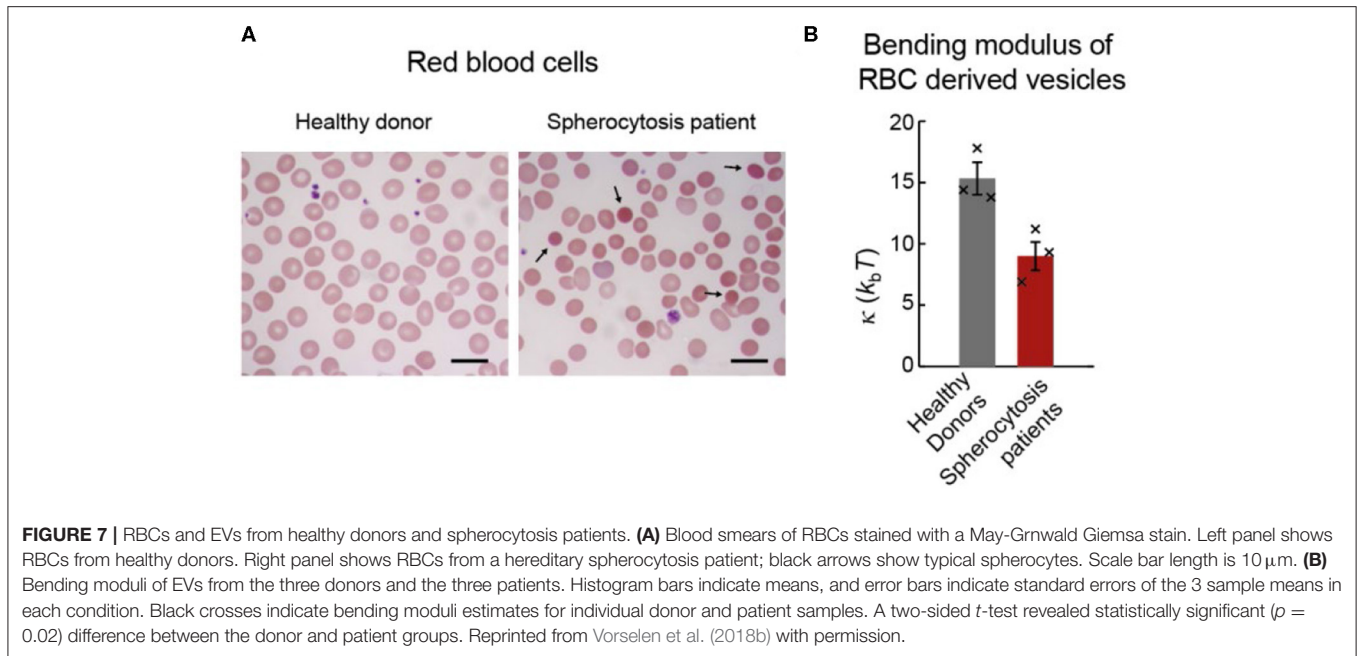 A
Red blood cells
Healthy donor
Spherocytosis patient
B
Bending modulus of
RBC derived vesicles
20
15
10
5
0
κ (kbT)
Healthy
Donors
Spherocytosis
patients
FIGURE 7 | RBCs and EVs from healthy donors and spherocytosis patients. (A) Blood smears of RBCs stained with a May-Grnwald Giemsa stain. Left panel shows
RBCs from healthy donors. Right panel shows RBCs from a hereditary spherocytosis patient; black arrows show typical spherocytes. Scale bar length is 10 μm. (B)
Bending moduli of EVs from the three donors and the three patients. Histogram bars indicate means, and error bars indicate standard errors of the 3 sample means in
each condition. Black crosses indicate bending moduli estimates for individual donor and patient samples. A two-sided t-test revealed statistically significant (p =
0.02) difference between the donor and patient groups. Reprinted from Vorselen et al. (2018b) with permission.